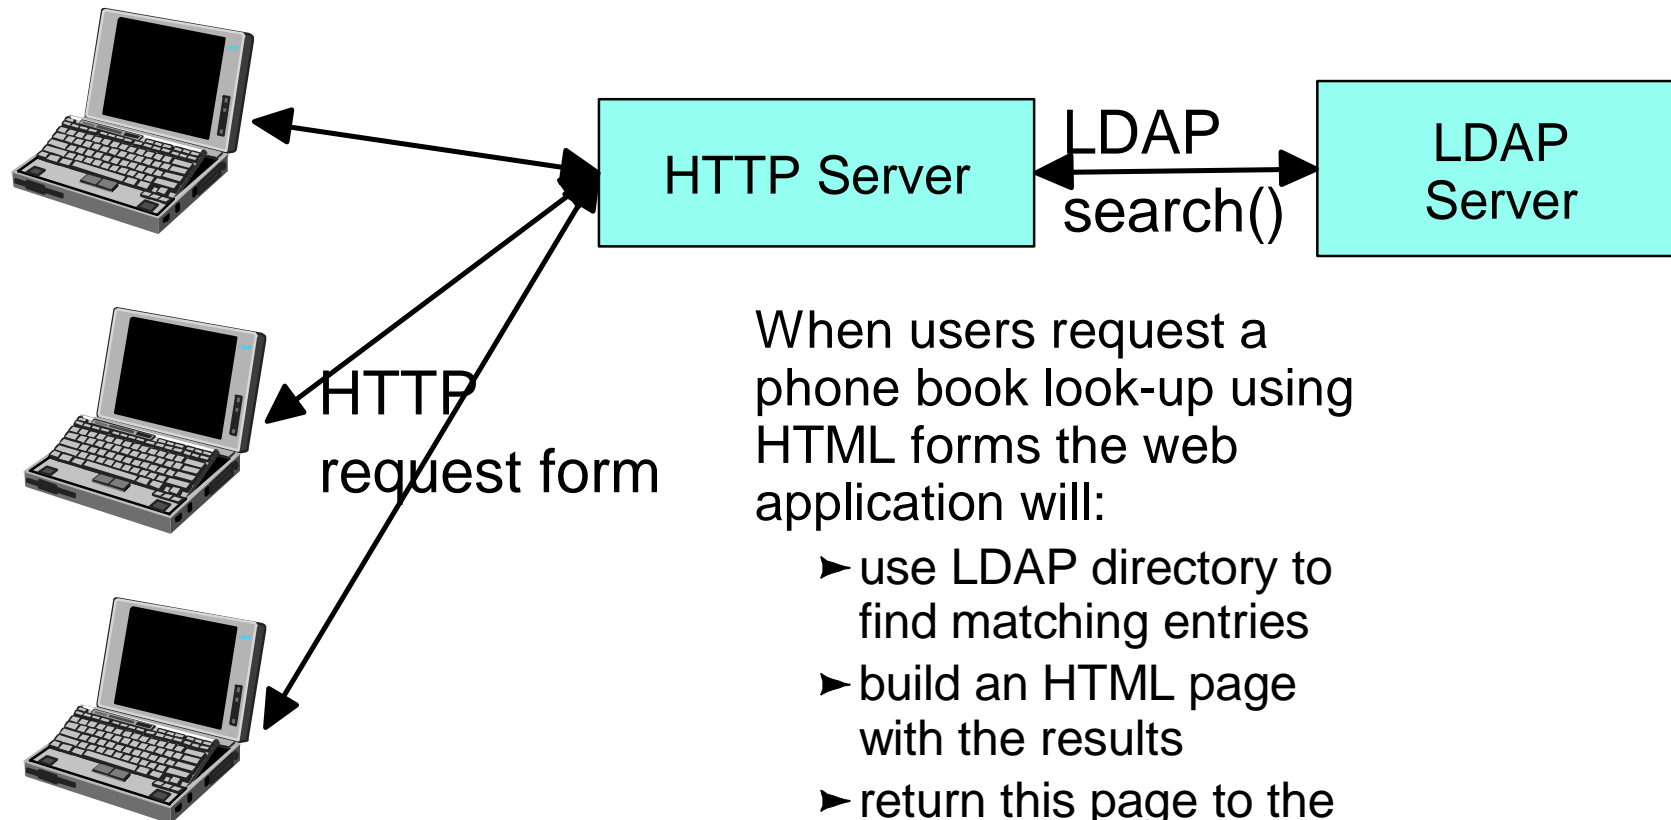 HTTP Server
LDAP
search()
LDAP
Server
HTTP
request form
When users request a
phone book look-up using
HTML forms the web
application will:
➤ use LDAP directory to
find matching entries
➤ build an HTML page
with the results
➤ return this page to the